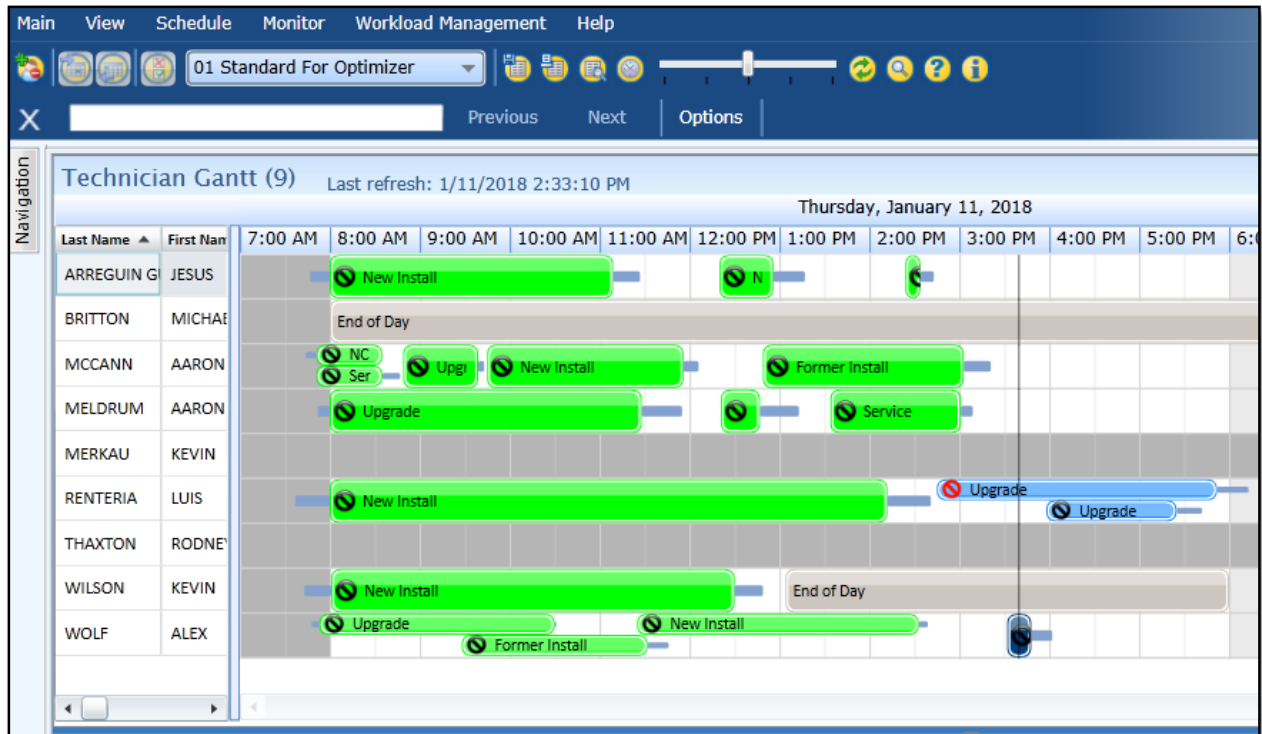 Main View Schedule Monitor Workload Management Help
01 Standard For Optimizer
X Previous Next Options
Navigation
Technician Gantt (9) Last refresh: 1/11/2018 2:33:10 PM
Thursday, January 11, 2018
Last Name First Nam 7:00 AM 8:00 AM 9:00 AM 10:00 AM 11:00 AM 12:00 PM 1:00 PM 2:00 PM 3:00 PM 4:00 PM 5:00 PM 6:
ARREGUIN G JESUS New Install N
BRITTON MICHAE End of Day
MCCANN AARON NC Ser Upgr New Install Former Install
MELDRUM AARON Upgrade Service
MERKAU KEVIN
RENTERIA LUIS New Install Upgrade
Upgrade
THAXTON RODNEY
WILSON KEVIN New Install End of Day
WOLF ALEX Upgrade New Install
Former Install